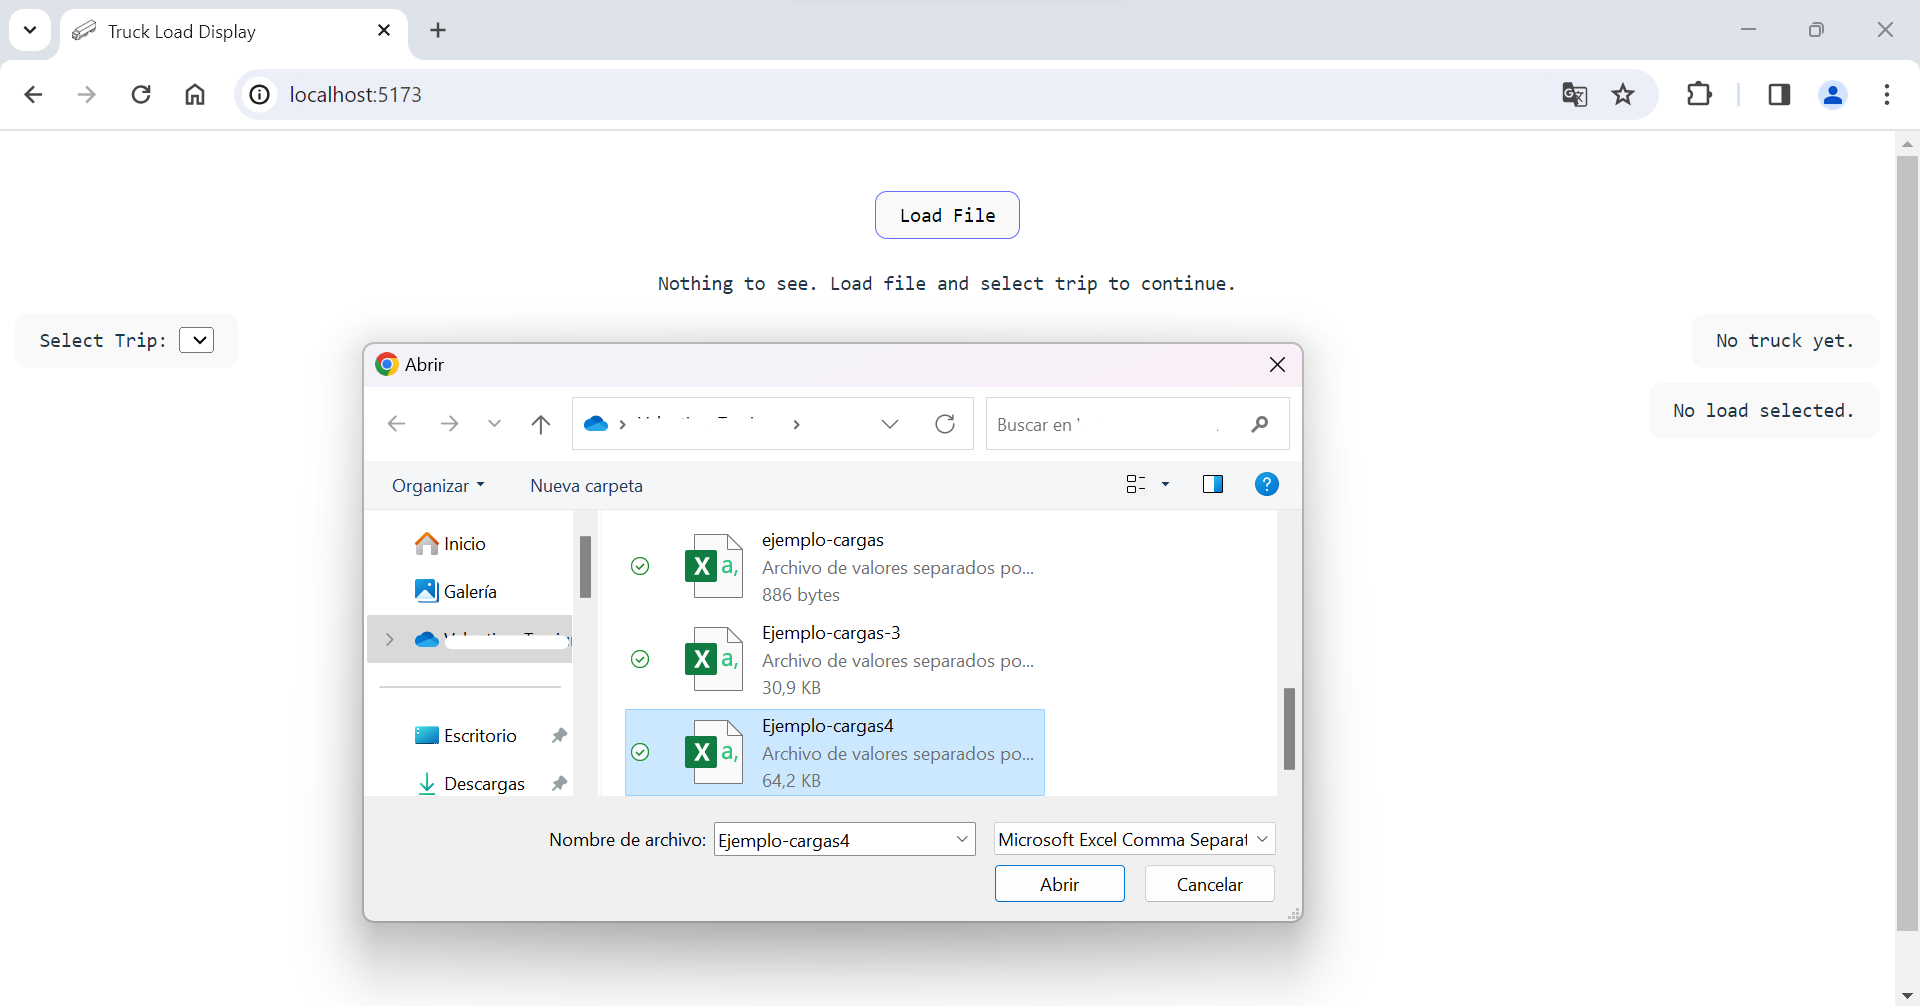 Truck Load Display
localhost:5173
Load File
Nothing to see. Load file and select trip to continue.
Select Trip:
No truck yet.
No load selected.
Abrir
Buscar en '
Organizar
Nueva carpeta
Inicio
Galería
Escritorio
Descargas
ejemplo-cargas
Archivo de valores separados po...
886 bytes
Ejemplo-cargas-3
Archivo de valores separados po...
30,9 KB
Ejemplo-cargas4
Archivo de valores separados po...
64,2 KB
Nombre de archivo:
Ejemplo-cargas4
Microsoft Excel Comma Separat
Abrir
Cancelar